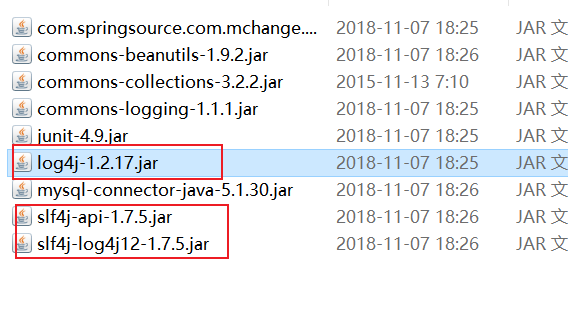 com.springsource.com.mchange.... 2018-11-07 18:25 JAR 文
commons-beanutils-1.9.2.jar 2018-11-07 18:26 JAR 文
commons-collections-3.2.2.jar 2015-11-13 7:10 JAR 文
commons-logging-1.1.1.jar 2018-11-07 18:25 JAR 文
junit-4.9.jar 2018-11-07 18:25 JAR 文
log4j-1.2.17.jar 2018-11-07 18:25 JAR 文
mysql-connector-java-5.1.30.jar 2018-11-07 18:26 JAR 文
slf4j-api-1.7.5.jar 2018-11-07 18:26 JAR 文
slf4j-log4j12-1.7.5.jar 2018-11-07 18:26 JAR 文